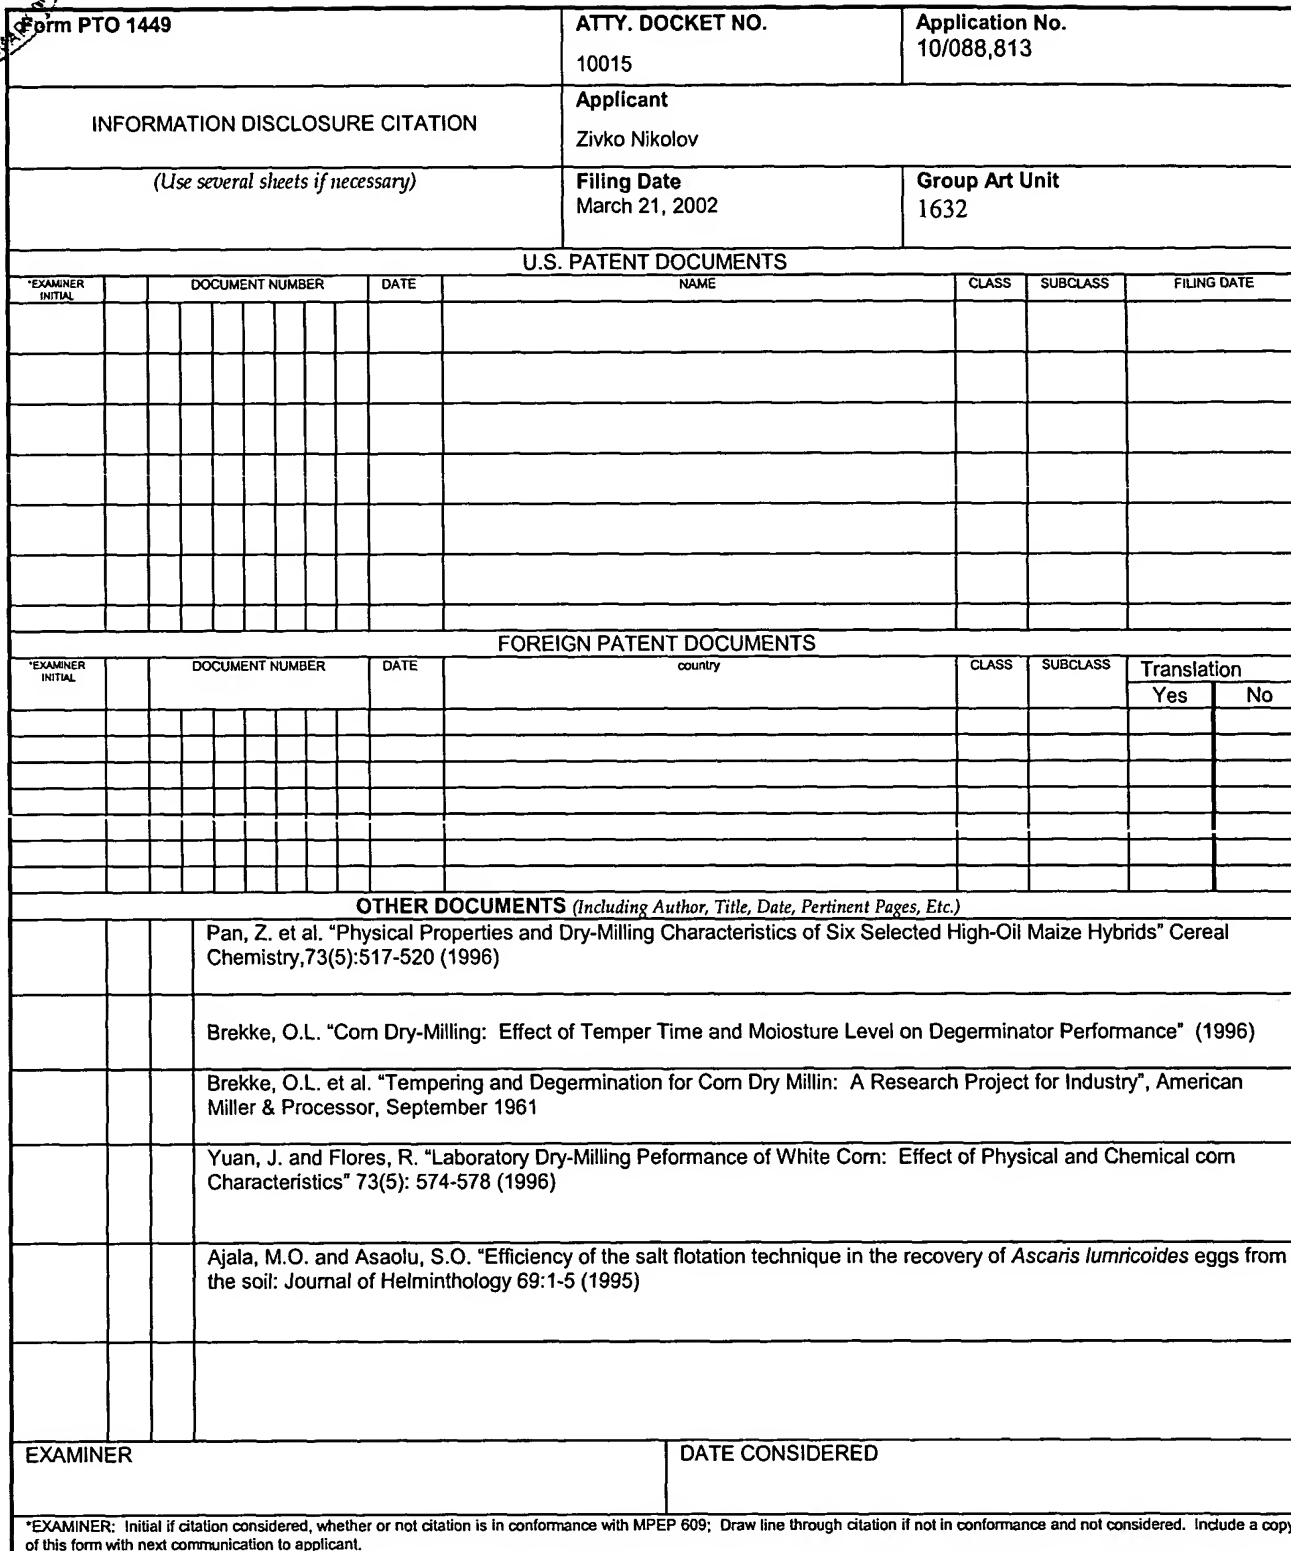 Form PTO 1449
ATTY. DOCKET NO.
10015
Application No.
10/088,813
INFORMATION DISCLOSURE CITATION
Applicant
Zivko Nikolov
(Use several sheets if necessary)
Filing Date
March 21, 2002
Group Art Unit
1632
U.S. PATENT DOCUMENTS
*EXAMINER
INITIAL
DOCUMENT NUMBER
DATE
NAME
CLASS
SUBCLASS
FILING DATE
FOREIGN PATENT DOCUMENTS
*EXAMINER
INITIAL
DOCUMENT NUMBER
DATE
country
CLASS
SUBCLASS
Translation
Yes
No
OTHER DOCUMENTS (Including Author, Title, Date, Pertinent Pages, Etc.)
Pan, Z. et al. "Physical Properties and Dry-Milling Characteristics of Six Selected High-Oil Maize Hybrids" Cereal
Chemistry,73(5):517-520 (1996)
Brekke, O.L. "Corn Dry-Milling: Effect of Temper Time and Moiosture Level on Degerminator Performance" (1996)
Brekke, O.L. et al. "Tempering and Degermination for Corn Dry Millin: A Research Project for Industry", American
Miller & Processor, September 1961
Yuan, J. and Flores, R. "Laboratory Dry-Milling Peformance of White Corn: Effect of Physical and Chemical corn
Characteristics" 73(5): 574-578 (1996)
Ajala, M.O. and Asaolu, S.O. "Efficiency of the salt flotation technique in the recovery of Ascaris lumricoides eggs from
the soil: Journal of Helminthology 69:1-5 (1995)
EXAMINER
DATE CONSIDERED
*EXAMINER: Initial if citation considered, whether or not citation is in conformance with MPEP 609; Draw line through citation if not in conformance and not considered. Include a copy
of this form with next communication to applicant.